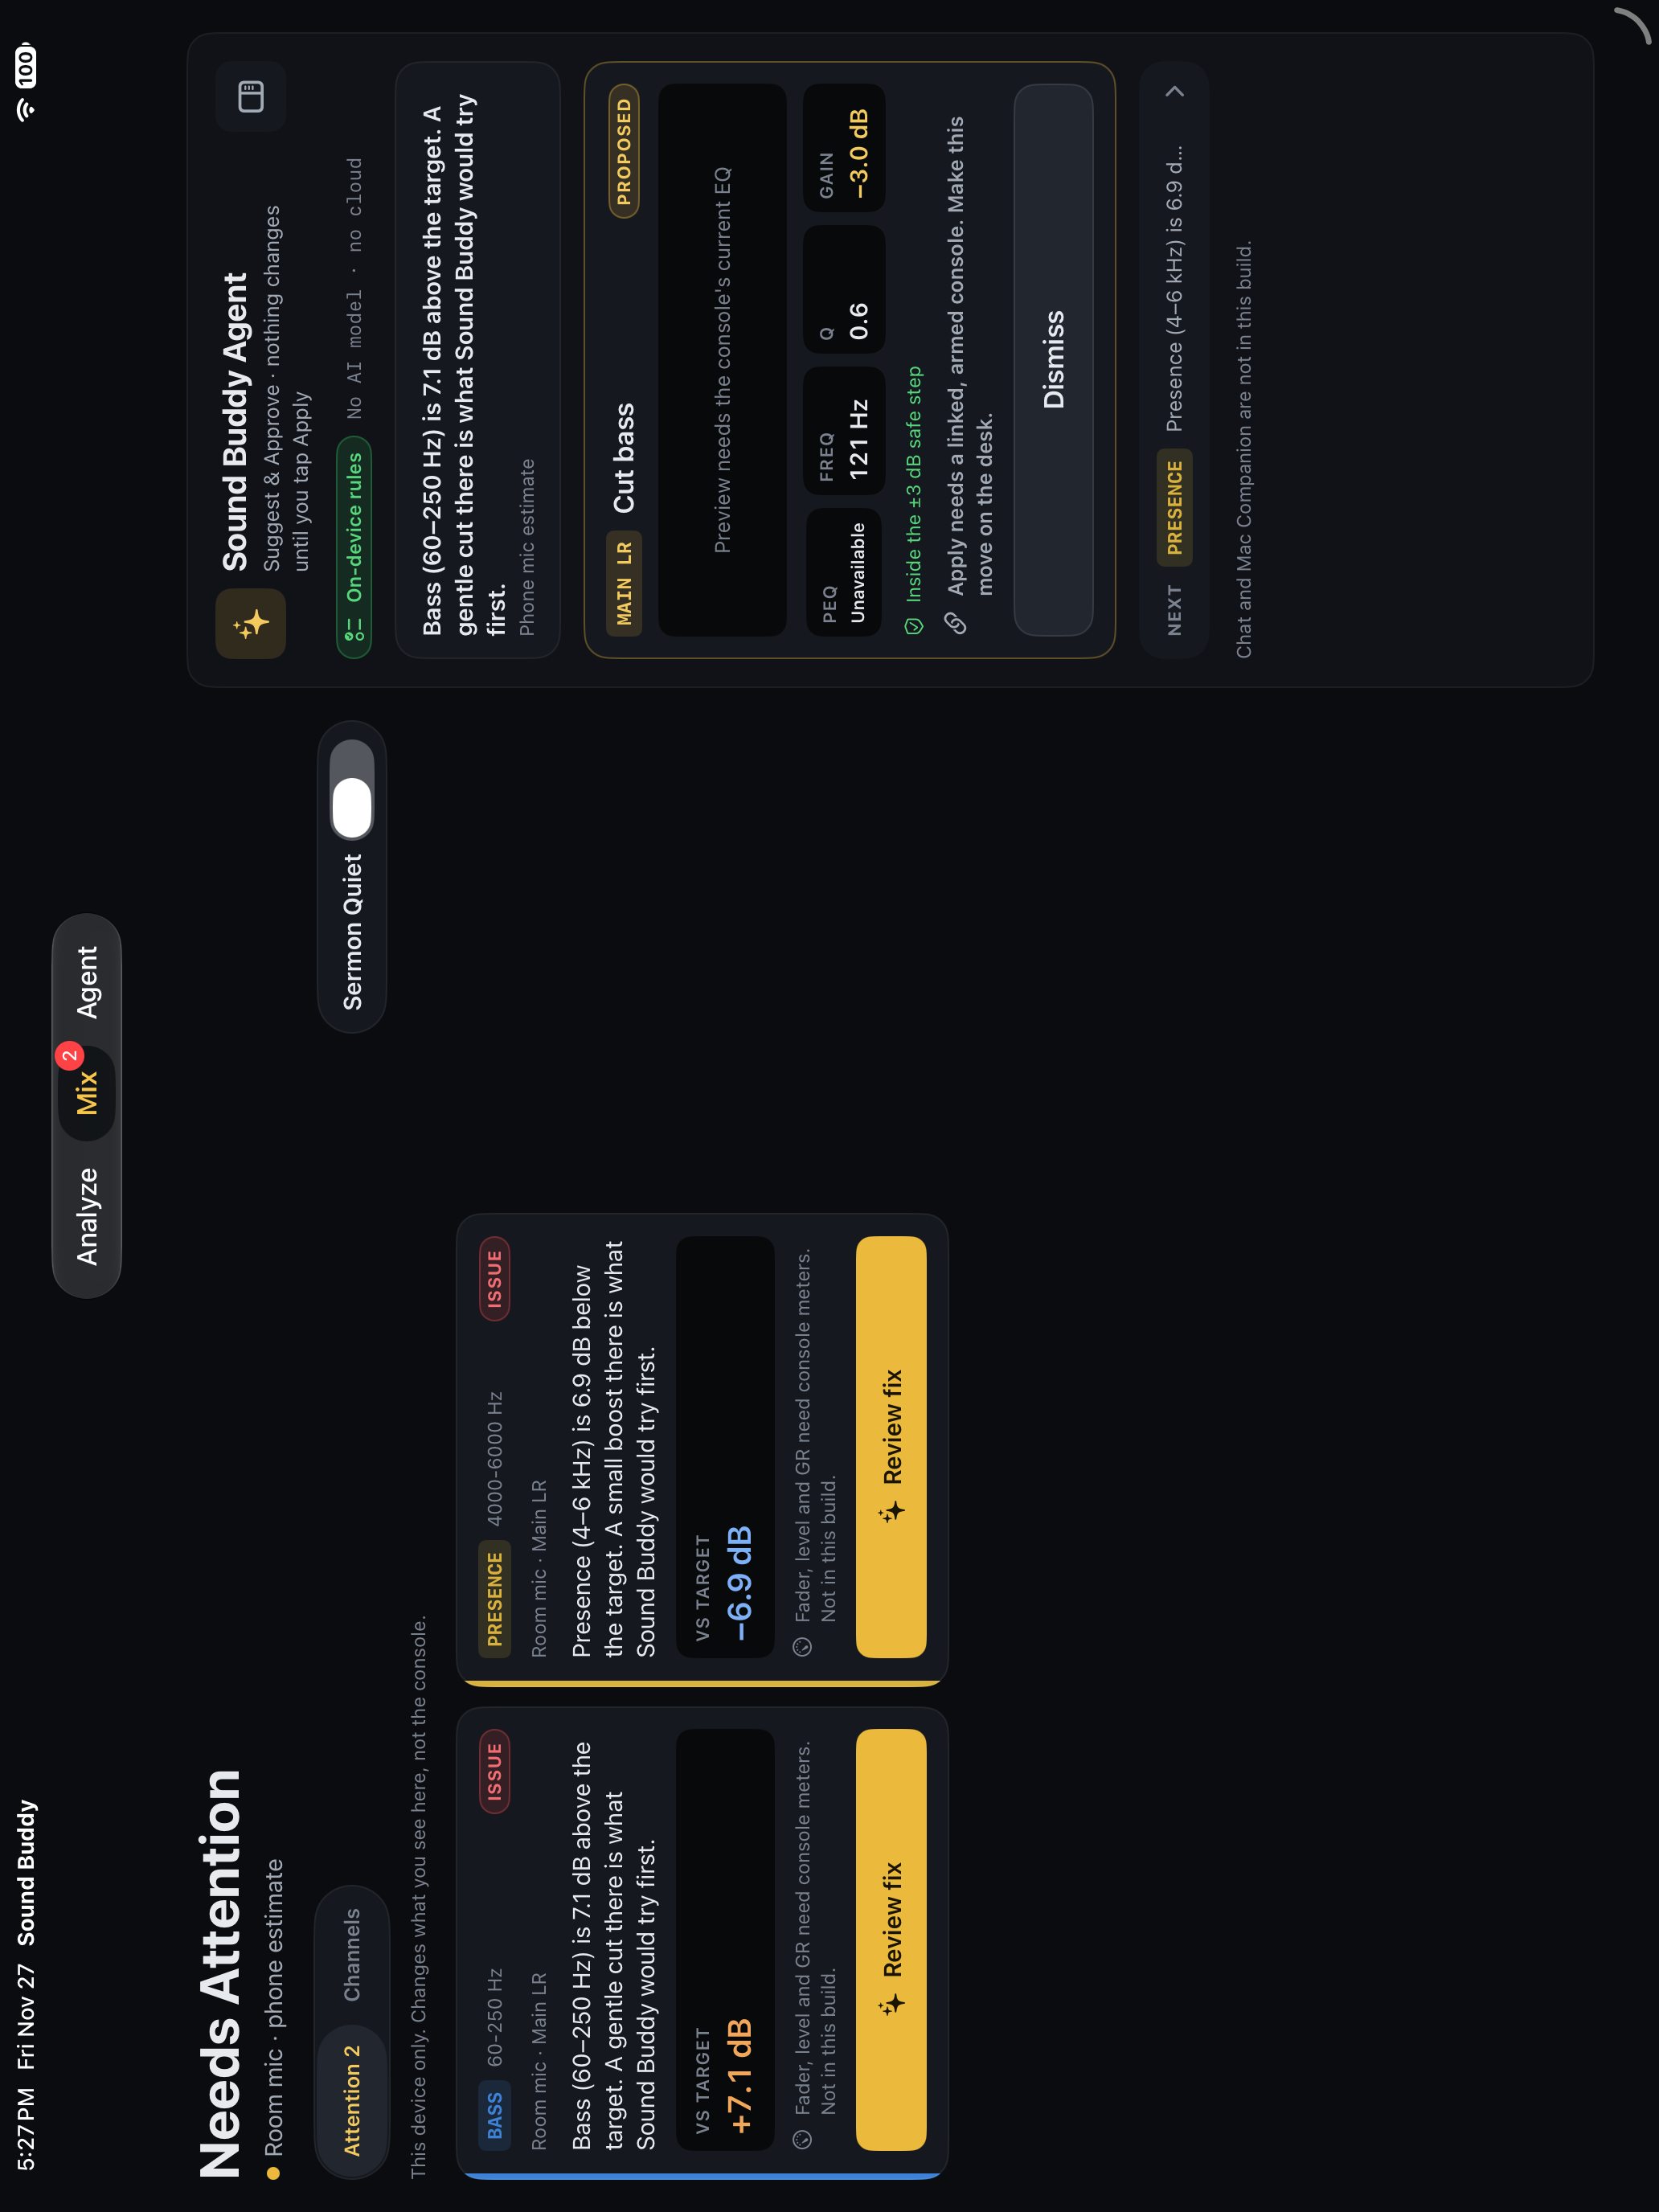 5:27 PM Fri Nov 27 Sound Buddy
100
Analyze
Mix
2
Agent
Needs Attention
Room mic · phone estimate
Attention 2
Channels
Sermon Quiet
This device only. Changes what you see here, not the console.
BASS 60-250 Hz
ISSUE
Room mic · Main LR
Bass (60–250 Hz) is 7.1 dB above the
target. A gentle cut there is what
Sound Buddy would try first.
VS TARGET
+7.1 dB
Fader, level and GR need console meters.
Not in this build.
Review fix
PRESENCE 4000-6000 Hz
ISSUE
Room mic · Main LR
Presence (4–6 kHz) is 6.9 dB below
the target. A small boost there is what
Sound Buddy would try first.
VS TARGET
−6.9 dB
Fader, level and GR need console meters.
Not in this build.
Review fix
Sound Buddy Agent
Suggest & Approve · nothing changes
until you tap Apply
On-device rules
No AI model · no cloud
Bass (60–250 Hz) is 7.1 dB above the target. A
gentle cut there is what Sound Buddy would try
first.
Phone mic estimate
MAIN LR
Cut bass
PROPOSED
Preview needs the console's current EQ
PEQ
Unavailable
FREQ
121 Hz
Q
0.6
GAIN
−3.0 dB
Inside the ±3 dB safe step
Apply needs a linked, armed console. Make this
move on the desk.
Dismiss
NEXT
PRESENCE
Presence (4–6 kHz) is 6.9 d...
Chat and Mac Companion are not in this build.